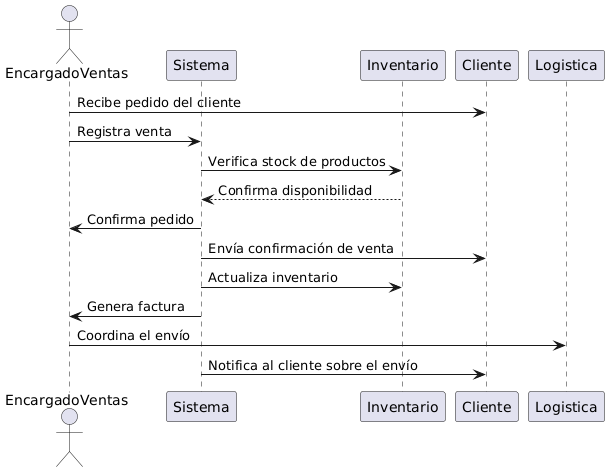 EncargadoVentas
Sistema
Inventario
Cliente
Logistica
Recibe pedido del cliente
Registra venta
Verifica stock de productos
Confirma disponibilidad
Confirma pedido
Envía confirmación de venta
Actualiza inventario
Genera factura
Coordina el envío
Notifica al cliente sobre el envío
EncargadoVentas
Sistema
Inventario
Cliente
Logistica